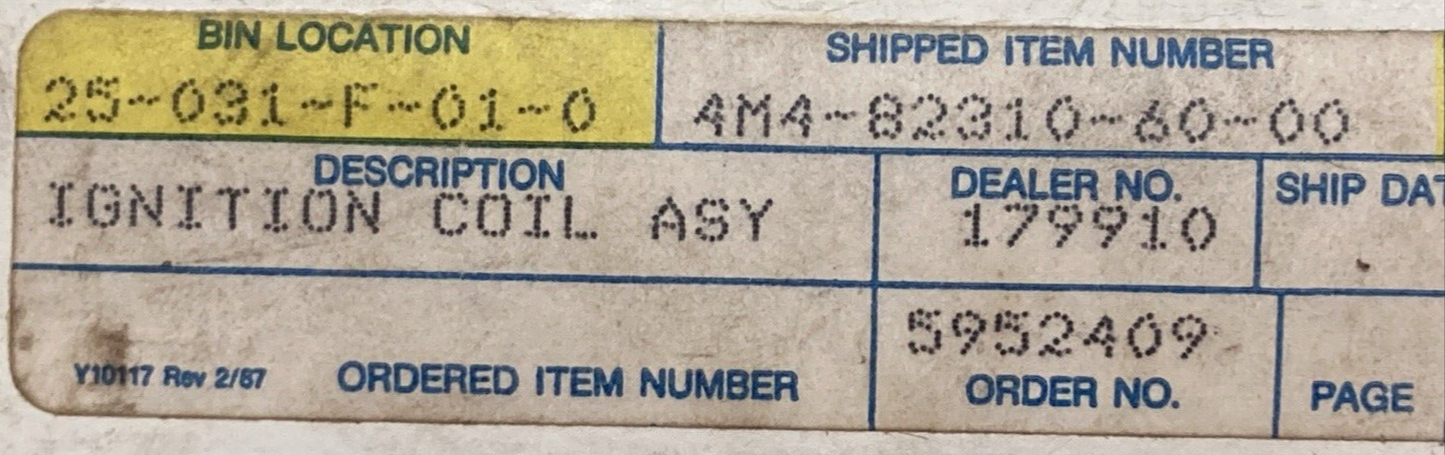 BIN LOCATION
25-031-F-01-0
SHIPPED ITEM NUMBER
4M4-82310-60-00
DESCRIPTION
IGNITION COIL ASY
DEALER NO.
179910
SHIP DAT
Y10117 Rev 2/87
ORDERED ITEM NUMBER
5952409
ORDER NO.
PAGE